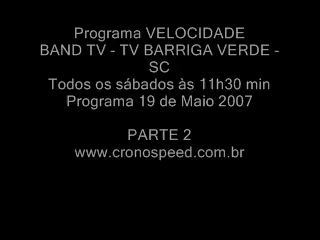 Programa VELOCIDADE
BAND TV - TV BARRIGA VERDE -
SC
Todos os sábados às 11h30 min
Programa 19 de Maio 2007
PARTE 2
www.cronospeed.com.br